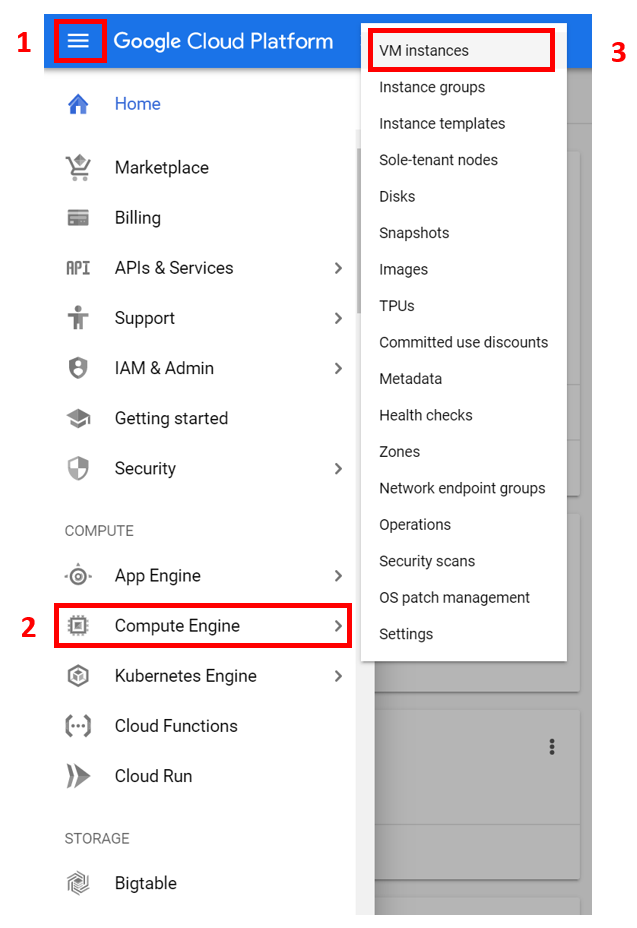 1
Google Cloud Platform
Home
Marketplace
Billing
API APIs & Services
Support
IAM & Admin
Getting started
Security
COMPUTE
App Engine
2
Compute Engine
Kubernetes Engine
Cloud Functions
Cloud Run
STORAGE
Bigtable
VM instances
3
Instance groups
Instance templates
Sole-tenant nodes
Disks
Snapshots
Images
TPUs
Committed use discounts
Metadata
Health checks
Zones
Network endpoint groups
Operations
Security scans
OS patch management
Settings